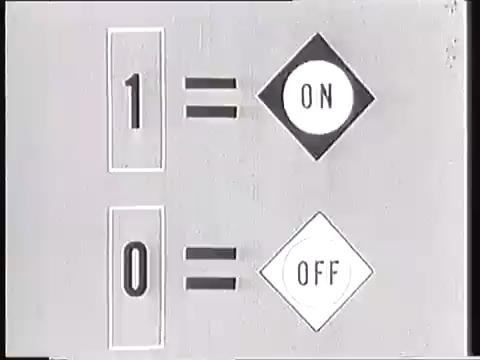 1 = ON
0 = OFF